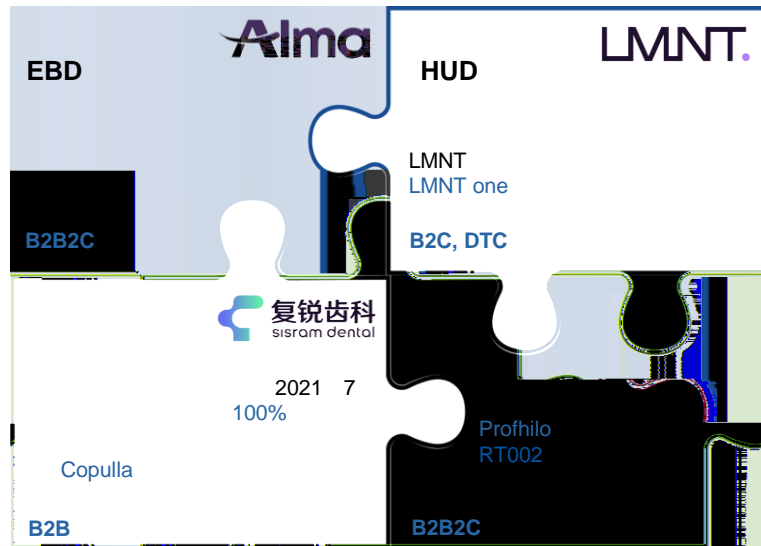 Alma
EBD
B2B2C
LMNT.
HUD
LMNT
LMNT one
B2C, DTC
复锐齿科
sısram dental
2021 7
100%
Copulla
B2B
Profhilo
RT002
B2B2C